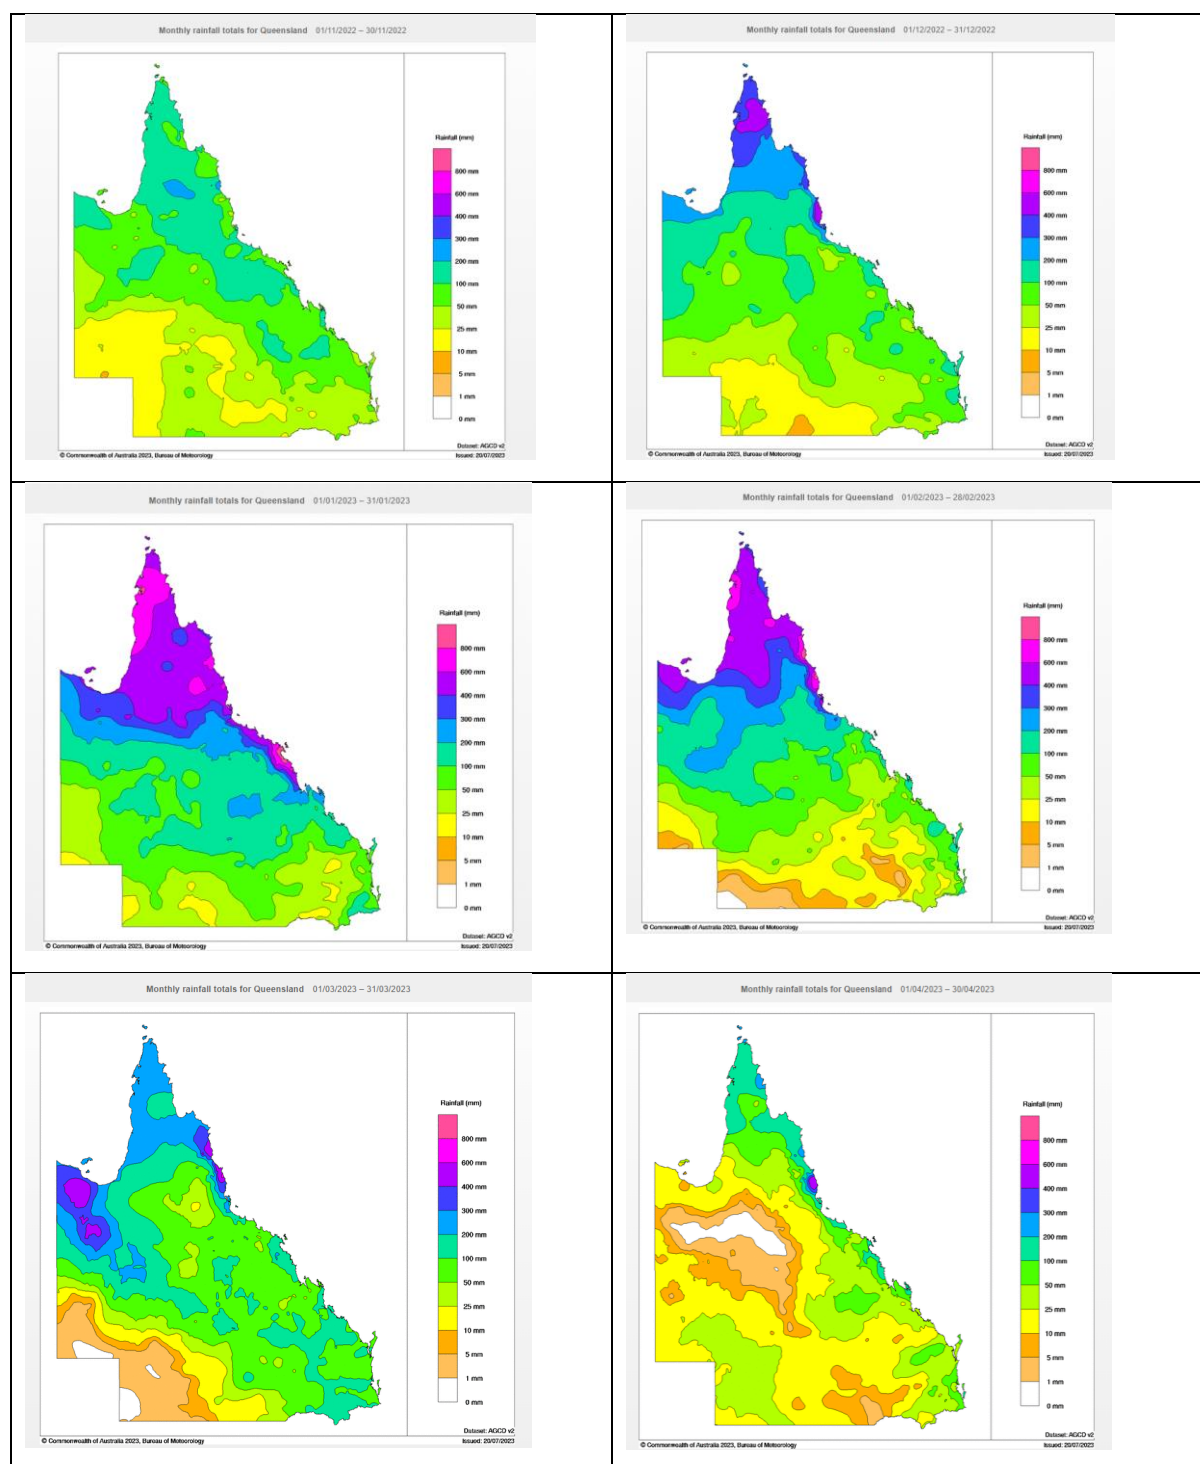 Monthly rainfall totals for Queensland 01/11/2022 – 30/11/2022
Rainfall (mm)
800 mm
600 mm
400 mm
300 mm
200 mm
100 mm
50 mm
25 mm
10 mm
5 mm
1 mm
0 mm
Dataset: AGCD v2
© Commonwealth of Australia 2023, Bureau of Meteorology
Issued: 20/07/2023
Monthly rainfall totals for Queensland 01/12/2022 – 31/12/2022
Rainfall (mm)
800 mm
600 mm
400 mm
300 mm
200 mm
100 mm
50 mm
25 mm
10 mm
5 mm
1 mm
0 mm
Dataset: AGCD v2
© Commonwealth of Australia 2023, Bureau of Meteorology
Issued: 20/07/2023
Monthly rainfall totals for Queensland 01/01/2023 – 31/01/2023
Rainfall (mm)
800 mm
600 mm
400 mm
300 mm
200 mm
100 mm
50 mm
25 mm
10 mm
5 mm
1 mm
0 mm
Dataset: AGCD v2
© Commonwealth of Australia 2023, Bureau of Meteorology
Issued: 20/07/2023
Monthly rainfall totals for Queensland 01/02/2023 – 28/02/2023
Rainfall (mm)
800 mm
600 mm
400 mm
300 mm
200 mm
100 mm
50 mm
25 mm
10 mm
5 mm
1 mm
0 mm
Dataset: AGCD v2
© Commonwealth of Australia 2023, Bureau of Meteorology
Issued: 20/07/2023
Monthly rainfall totals for Queensland 01/03/2023 – 31/03/2023
Rainfall (mm)
800 mm
600 mm
400 mm
300 mm
200 mm
100 mm
50 mm
25 mm
10 mm
5 mm
1 mm
0 mm
Dataset: AGCD v2
© Commonwealth of Australia 2023, Bureau of Meteorology
Issued: 20/07/2023
Monthly rainfall totals for Queensland 01/04/2023 – 30/04/2023
Rainfall (mm)
800 mm
600 mm
400 mm
300 mm
200 mm
100 mm
50 mm
25 mm
10 mm
5 mm
1 mm
0 mm
Dataset: AGCD v2
© Commonwealth of Australia 2023, Bureau of Meteorology
Issued: 20/07/2023